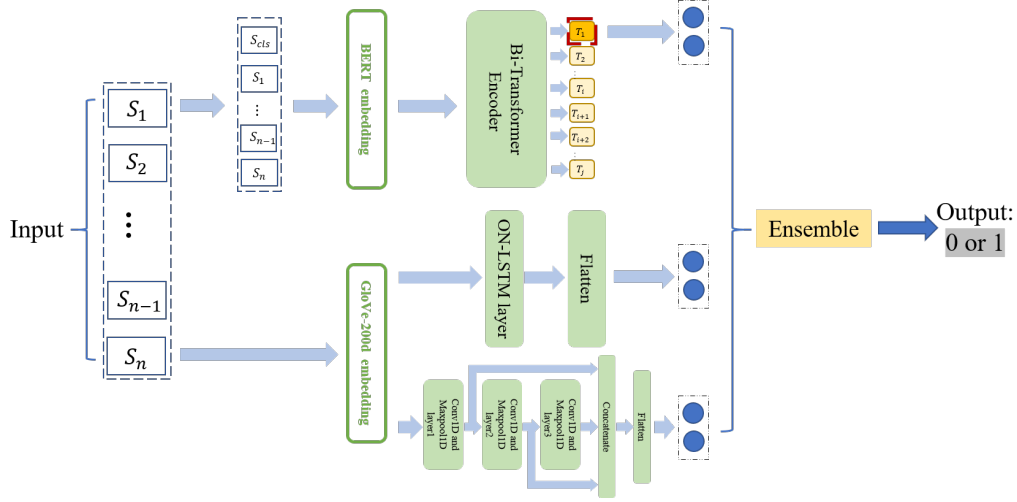 Input
S1
S2
⋮
Sn−1
Sn
Scls
S1
⋮
Sn−1
Sn
BERT embedding
Bi-Transformer
Encoder
T1
T2
⋮
Ti
Ti+1
Ti+2
⋮
Tj
GloVe-200d embedding
ON-LSTM layer
Flatten
Conv1D and
Maxpool1D
layer1
Conv1D and
Maxpool1D
layer2
Conv1D and
Maxpool1D
layer3
Concatenate
Flatten
Ensemble
Output:
0 or 1